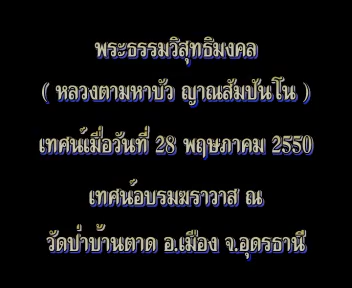 พระธรรมวิสุทธิมงคล
( หลวงตามหาบัว ญาณสัมปันโน )
เทศน์เมื่อวันที่ 28 พฤษภาคม 2550
เทศน์อบรมฆราวาส ณ
วัดป่าบ้านตาด อ.เมือง จ.อุดรธานี